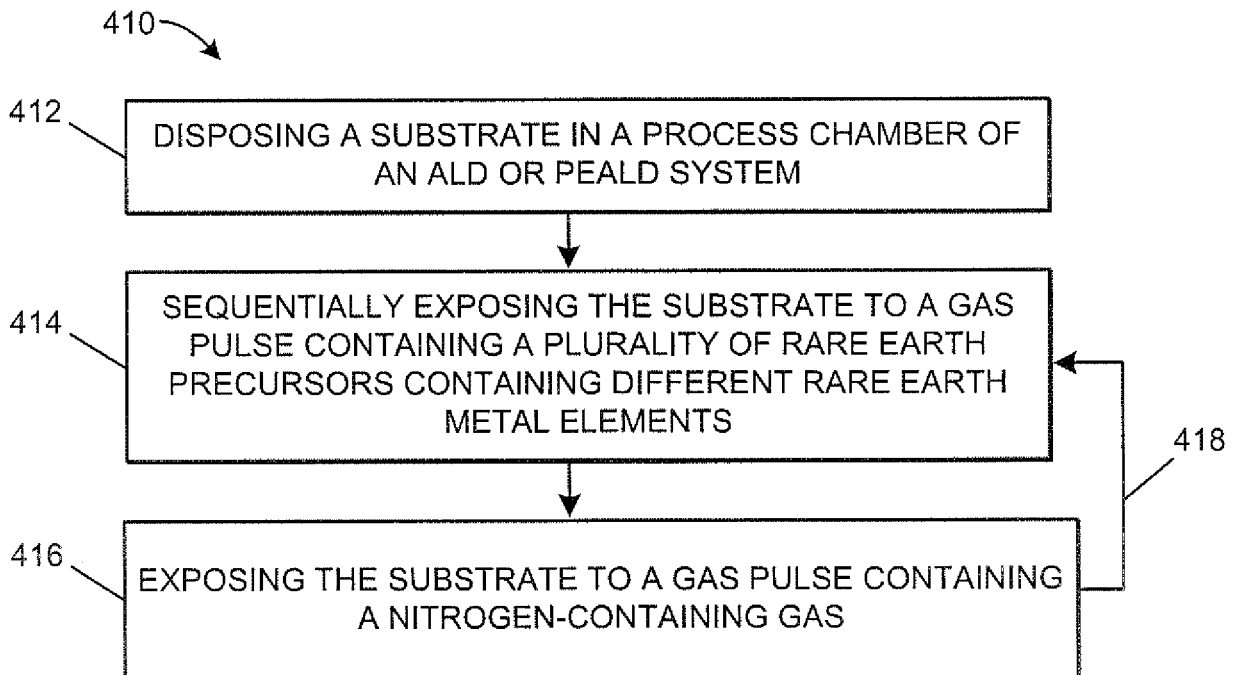 410
412
DISPOSING A SUBSTRATE IN A PROCESS CHAMBER OF
AN ALD OR PEALD SYSTEM
414
SEQUENTIALLY EXPOSING THE SUBSTRATE TO A GAS
PULSE CONTAINING A PLURALITY OF RARE EARTH
PRECURSORS CONTAINING DIFFERENT RARE EARTH
METAL ELEMENTS
418
416
EXPOSING THE SUBSTRATE TO A GAS PULSE CONTAINING
A NITROGEN-CONTAINING GAS